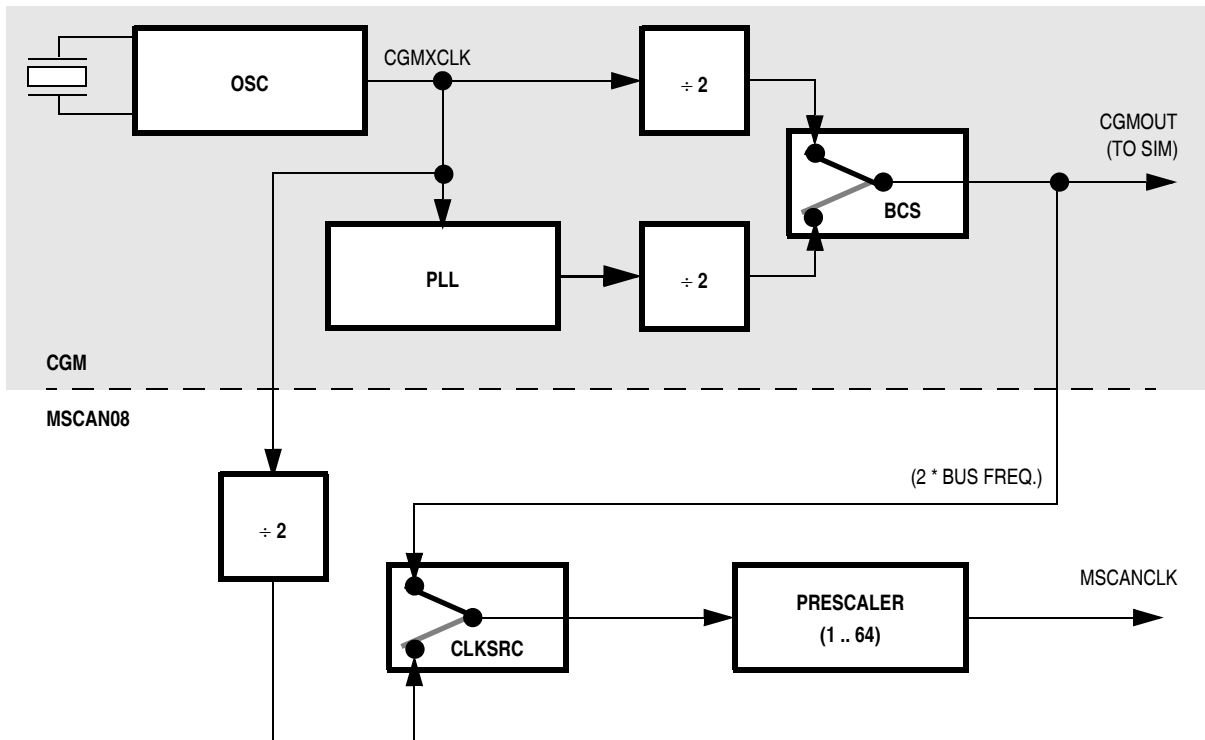 CGMXCLK
OSC
÷ 2
CGMOUT
(TO SIM)
BCS
PLL
÷ 2
CGM
MSCAN08
(2 * BUS FREQ.)
÷ 2
CLKSRC
PRESCALER
(1 .. 64)
MSCANCLK